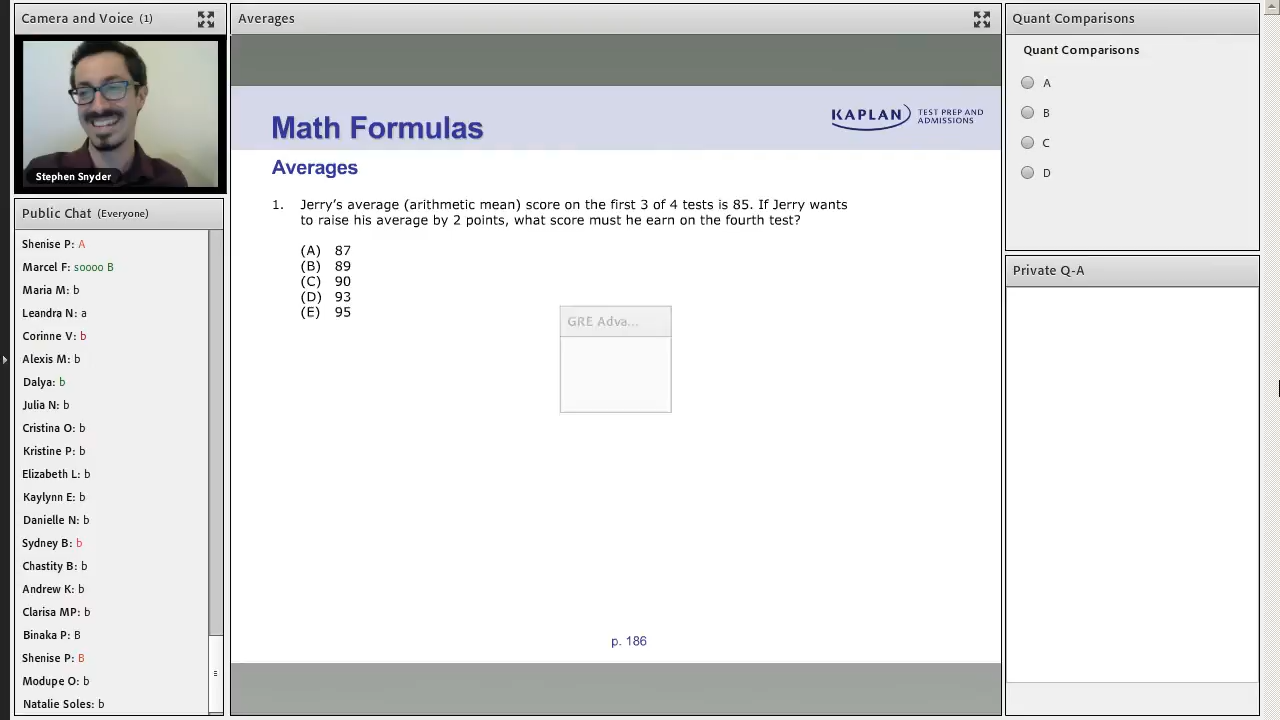 Camera and Voice (1)
Stephen Snyder
Public Chat (Everyone)
Shenise P: A
Marcel F: soooo B
Maria M: b
Leandra N: a
Corinne V: b
Alexis M: b
Dalya: b
Julia N: b
Cristina O: b
Kristine P: b
Elizabeth L: b
Kaylynn E: b
Danielle N: b
Sydney B: b
Chastity B: b
Andrew K: b
Clarisa MP: b
Binaka P: B
Shenise P: B
Modupe O: b
Natalie Soles: b
Averages
Math Formulas
KAPLAN TEST PREP AND
ADMISSIONS
Averages
1. Jerry's average (arithmetic mean) score on the first 3 of 4 tests is 85. If Jerry wants
to raise his average by 2 points, what score must he earn on the fourth test?
(A) 87
(B) 89
(C) 90
(D) 93
(E) 95
GRE Adva...
p. 186
Quant Comparisons
Quant Comparisons
A
B
C
D
Private Q-A